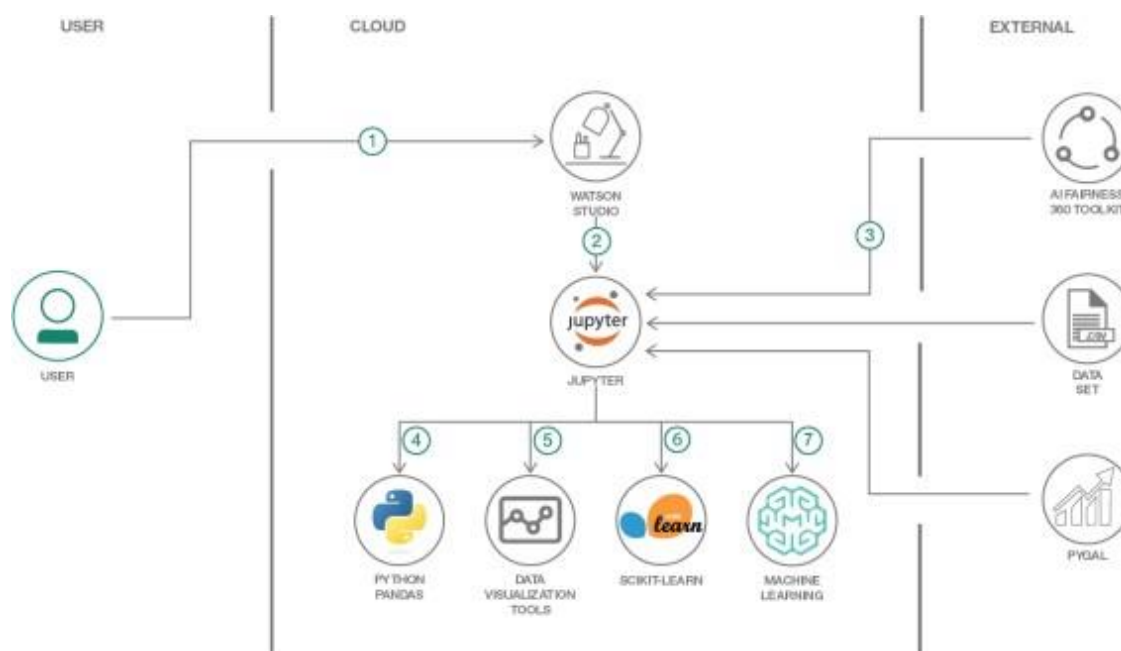 USER
CLOUD
EXTERNAL
1
WATSON
STUDIO
AI FAIRNESS
360 TOOLKIT
2
3
jupyter
JUPYTER
USER
.CSV
DATA
SET
4
5
6
7
learn
PYTHON
PANDAS
DATA
VISUALIZATION
TOOLS
SCIKIT-LEARN
MACHINE
LEARNING
PYGAL